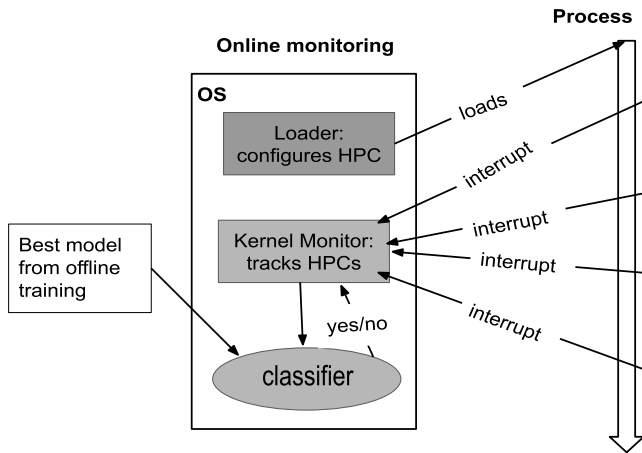 Process
Online monitoring
OS
Loader:
configures HPC
loads
interrupt
Kernel Monitor:
tracks HPCs
interrupt
interrupt
interrupt
Best model
from offline
training
yes/no
classifier